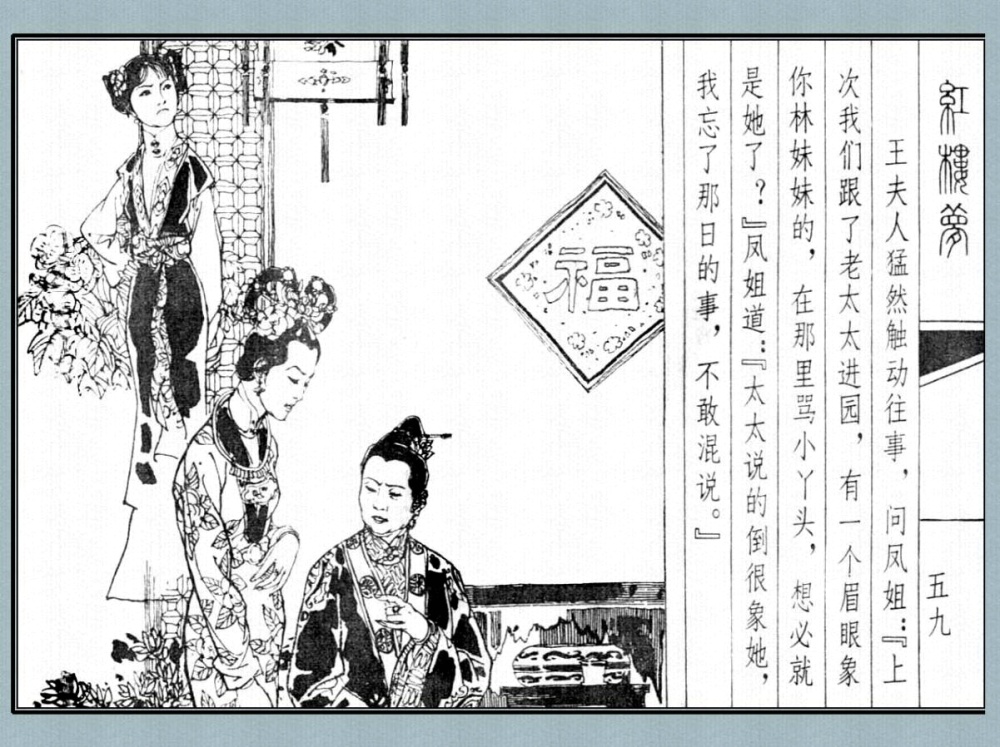 紅樓夢
五九
王夫人猛然触动往事，问凤姐：『上
次我们跟了老太太进园，有一个眉眼象
你林妹妹的，在那里骂小丫头，想必就
是她了？』凤姐道：『太太说的倒很象她，
我忘了那日的事，不敢混说。』
福